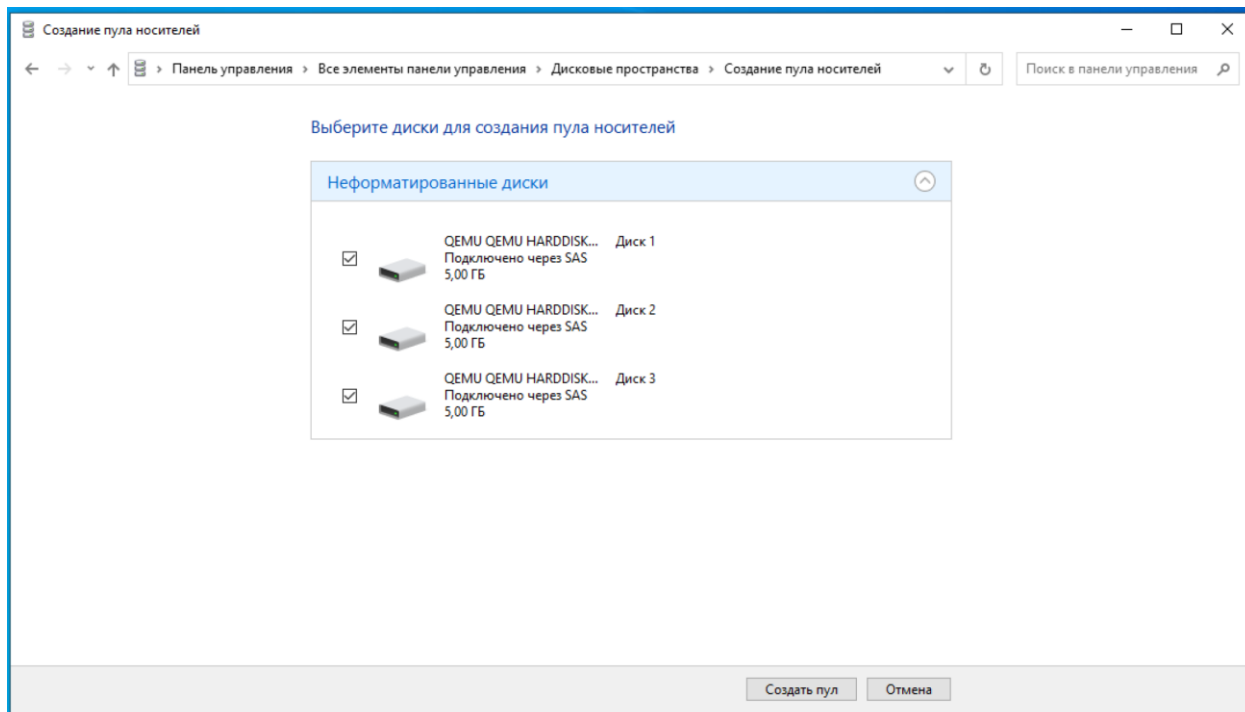 Создание пула носителей
Панель управления > Все элементы панели управления > Дисковые пространства > Создание пула носителей
Поиск в панели управления
Выберите диски для создания пула носителей
Неформатированные диски
QEMU QEMU HARDDISK... Диск 1
Подключено через SAS
5,00 ГБ
QEMU QEMU HARDDISK... Диск 2
Подключено через SAS
5,00 ГБ
QEMU QEMU HARDDISK... Диск 3
Подключено через SAS
5,00 ГБ
Создать пул Отмена